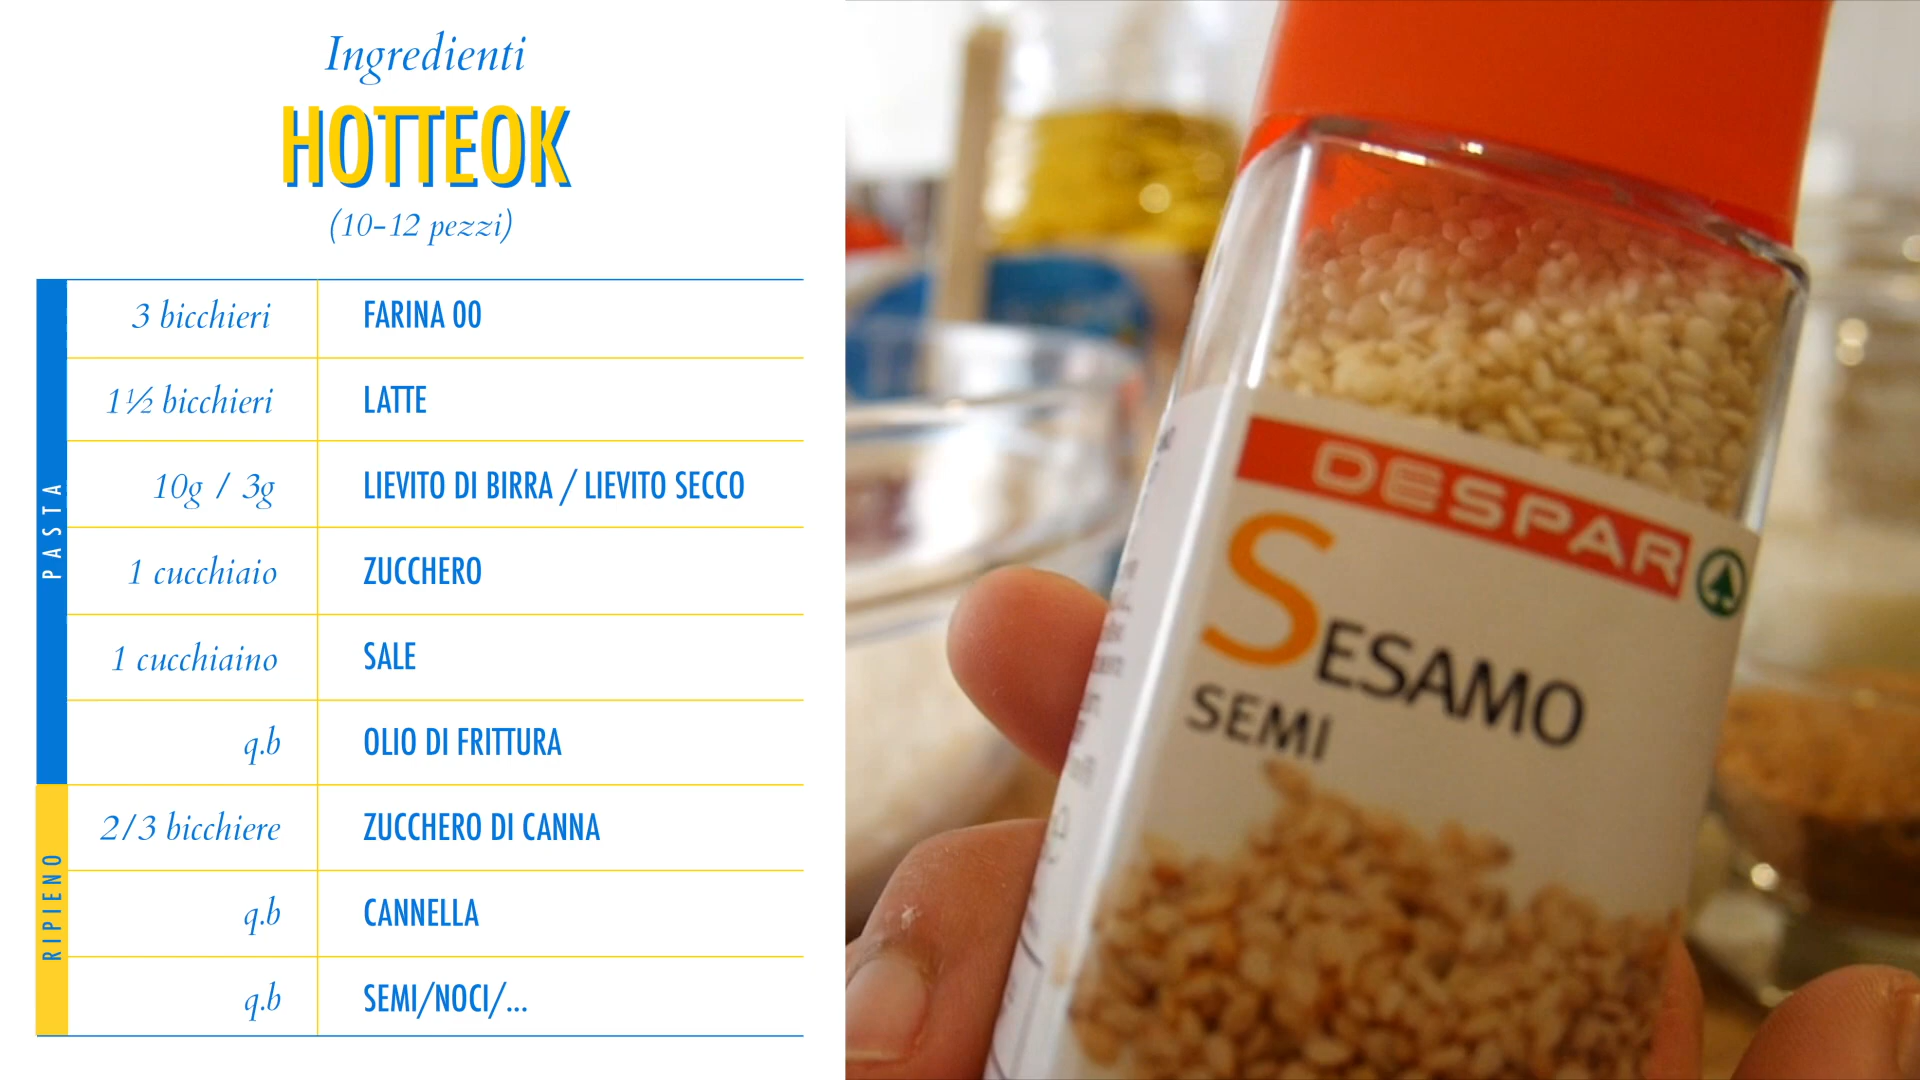 Ingredienti
HOTTEOK
(10-12 pezzi)
PASTA
3 bicchieri FARINA 00
1½ bicchieri LATTE
10g / 3g LIEVITO DI BIRRA / LIEVITO SECCO
1 cucchiaio ZUCCHERO
1 cucchiaino SALE
q.b OLIO DI FRITTURA
RIPIENO
2/3 bicchiere ZUCCHERO DI CANNA
q.b CANNELLA
q.b SEMI/NOCI/...
DESPAR
SESAMO
SEMI